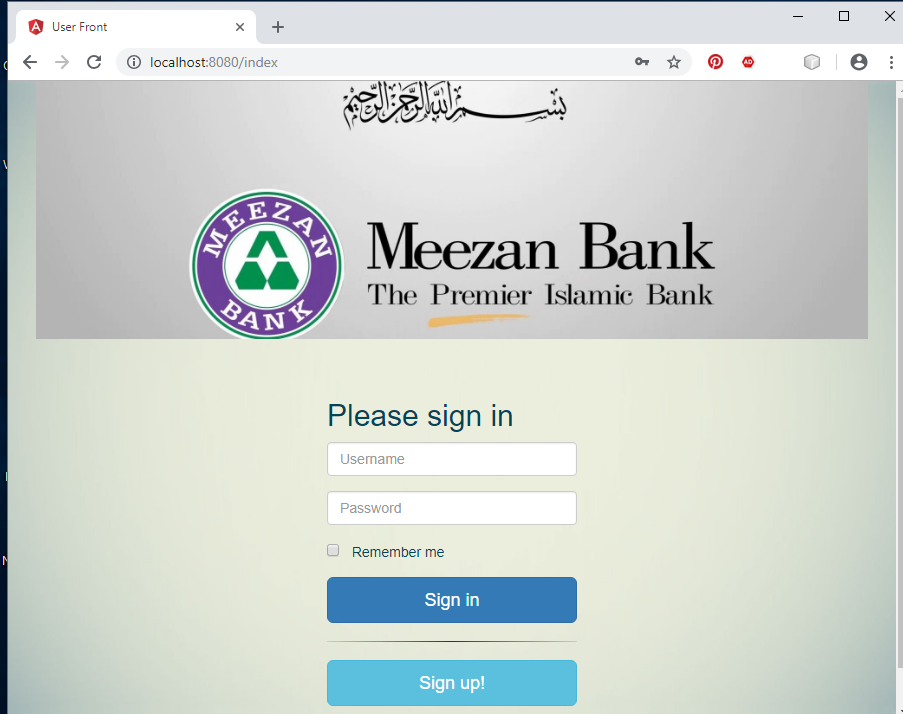 User Front
localhost:8080/index
AD
بسم الله الرحمن الرحيم
MEEZAN
BANK
Meezan Bank
The Premier Islamic Bank
Please sign in
Username
Password
Remember me
Sign in
Sign up!